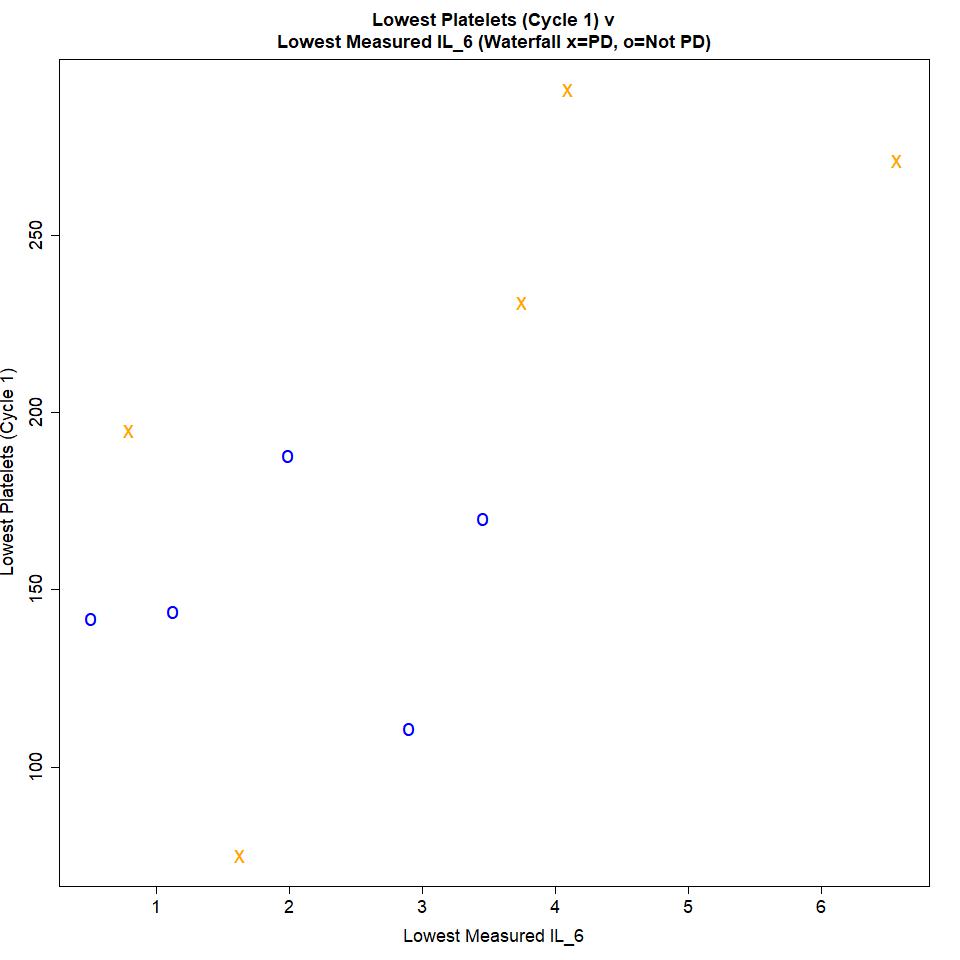 Lowest Platelets (Cycle 1) v
Lowest Measured IL_6 (Waterfall x=PD, o=Not PD)
Lowest Platelets (Cycle 1)
250
200
150
100
X
X
X
X
O
O
O
O
O
X
1 2 3 4 5 6
Lowest Measured IL_6